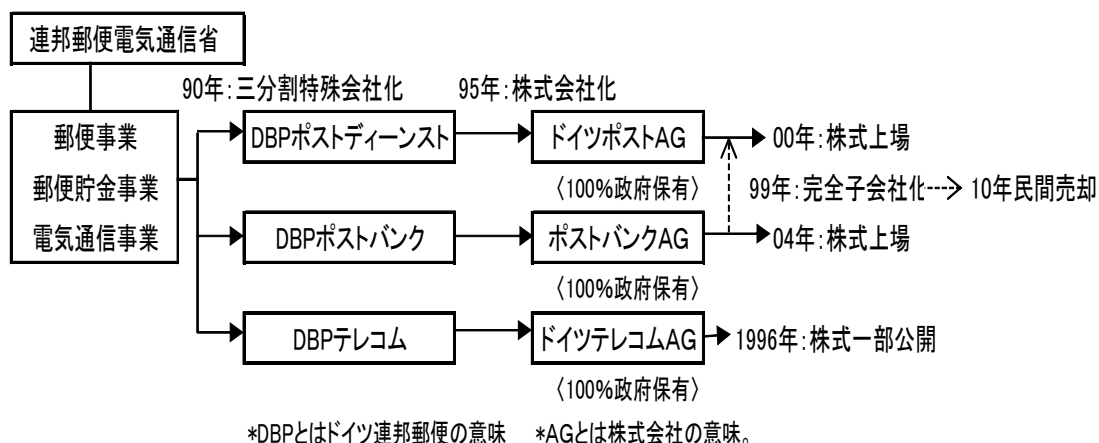 連邦郵便電気通信省
90年:三分割特殊会社化 95年:株式会社化
郵便事業
郵便貯金事業
電気通信事業
DBPポストディーンスト
ドイツポストAG
00年:株式上場
〈100%政府保有〉
99年:完全子会社化
10年民間売却
DBPポストバンク
ポストバンクAG
04年:株式上場
〈100%政府保有〉
DBPテレコム
ドイツテレコムAG
1996年:株式一部公開
〈100%政府保有〉
*DBPとはドイツ連邦郵便の意味 *AGとは株式会社の意味。